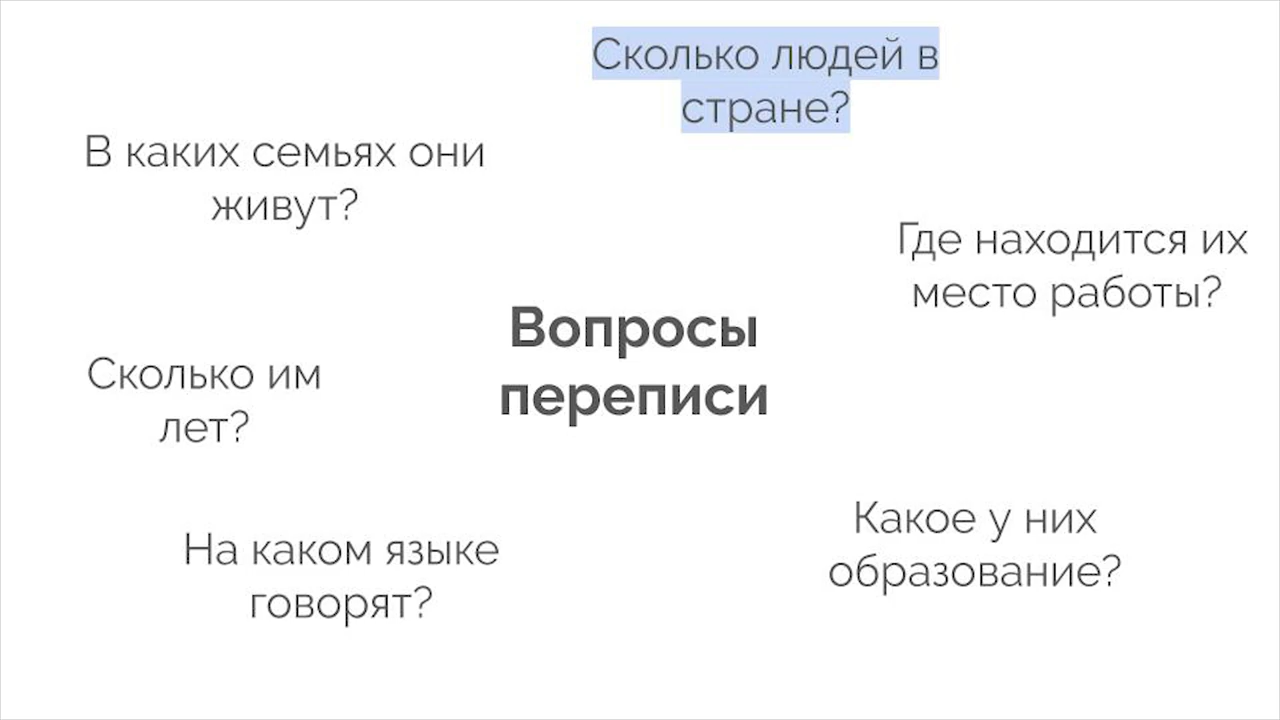 Сколько людей в
стране?
В каких семьях они
живут?
Где находится их
место работы?
Вопросы
переписи
Сколько им
лет?
Какое у них
образование?
На каком языке
говорят?